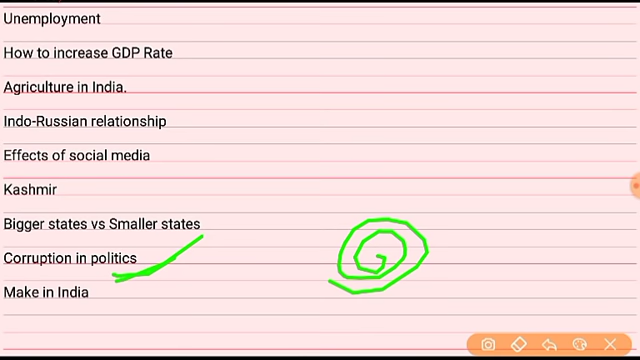 Unemployment
How to increase GDP Rate
Agriculture in India.
Indo-Russian relationship
Effects of social media
Kashmir
Bigger states vs Smaller states
Corruption in politics
Make in India